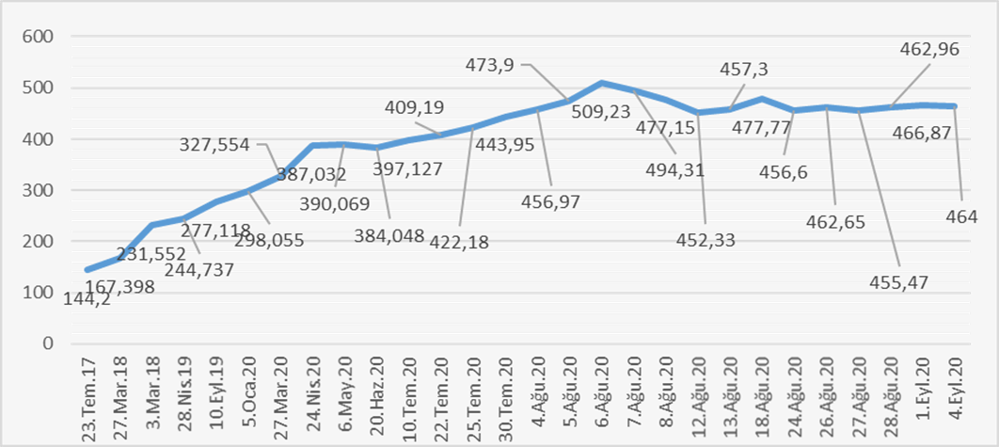 600
500
400
300
200
100
0
144,2
167,398
231,552
244,737
277,118
298,055
327,554
387,032
390,069
384,048
397,127
409,19
422,18
443,95
456,97
473,9
509,23
494,31
477,15
452,33
457,3
477,77
456,6
462,65
455,47
462,96
466,87
464
23.Tem.17
27.Mar.18
3.Mar.18
28.Nis.19
10.Eyl.19
5.Oca.20
27.Mar.20
24.Nis.20
6.May.20
20.Haz.20
10.Tem.20
22.Tem.20
25.Tem.20
30.Tem.20
4.Ağu.20
5.Ağu.20
6.Ağu.20
7.Ağu.20
8.Ağu.20
12.Ağu.20
13.Ağu.20
18.Ağu.20
24.Ağu.20
26.Ağu.20
27.Ağu.20
28.Ağu.20
1.Eyl.20
4.Eyl.20